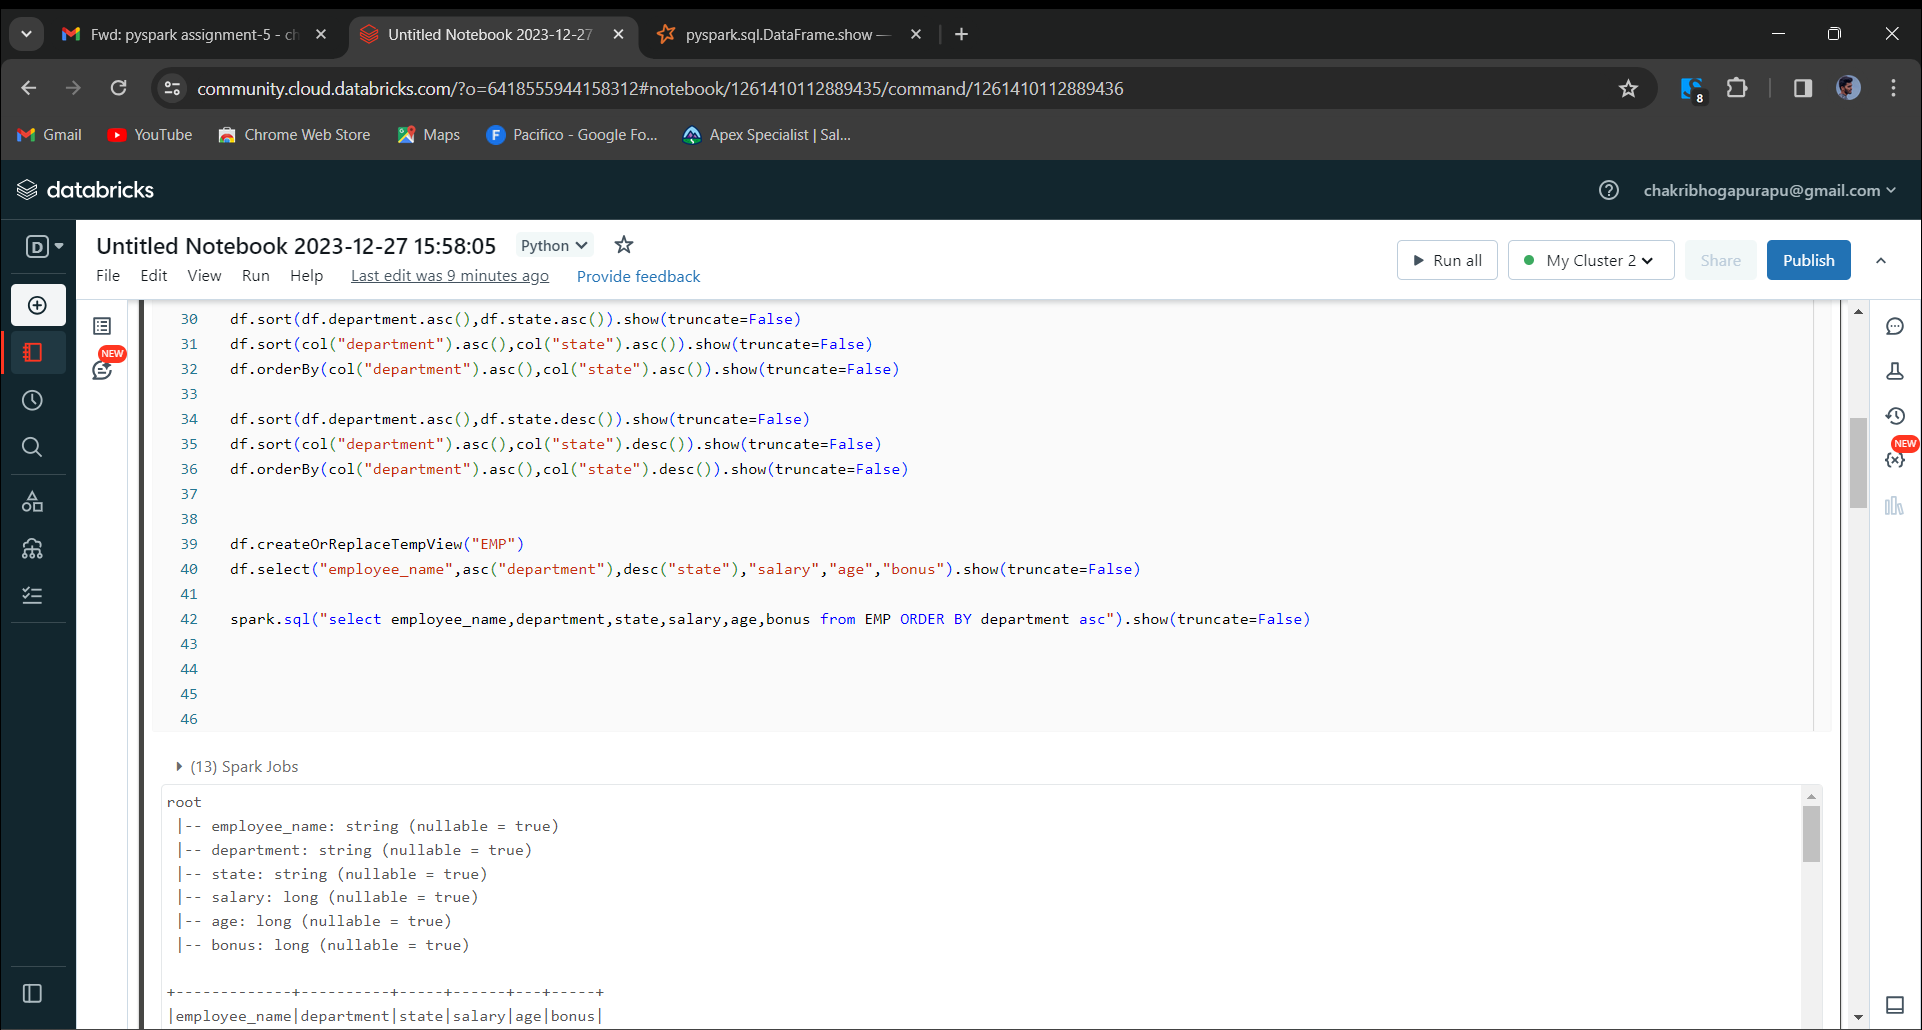 Fwd: pyspark assignment-5 - ch
Untitled Notebook 2023-12-27
pyspark.sql.DataFrame.show —
community.cloud.databricks.com/?o=6418555944158312#notebook/1261410112889435/command/1261410112889436
8
Gmail YouTube Chrome Web Store Maps Pacifico - Google Fo... Apex Specialist | Sal...
databricks
chakribhogapurapu@gmail.com
D
Untitled Notebook 2023-12-27 15:58:05 Python
File Edit View Run Help Last edit was 9 minutes ago Provide feedback
Run all My Cluster 2 Share Publish
NEW
NEW
30 df.sort(df.department.asc(),df.state.asc()).show(truncate=False)
31 df.sort(col("department").asc(),col("state").asc()).show(truncate=False)
32 df.orderBy(col("department").asc(),col("state").asc()).show(truncate=False)
33
34 df.sort(df.department.asc(),df.state.desc()).show(truncate=False)
35 df.sort(col("department").asc(),col("state").desc()).show(truncate=False)
36 df.orderBy(col("department").asc(),col("state").desc()).show(truncate=False)
37
38
39 df.createOrReplaceTempView("EMP")
40 df.select("employee_name",asc("department"),desc("state"),"salary","age","bonus").show(truncate=False)
41
42 spark.sql("select employee_name,department,state,salary,age,bonus from EMP ORDER BY department asc").show(truncate=False)
43
44
45
46
(13) Spark Jobs
root
|-- employee_name: string (nullable = true)
|-- department: string (nullable = true)
|-- state: string (nullable = true)
|-- salary: long (nullable = true)
|-- age: long (nullable = true)
|-- bonus: long (nullable = true)
+-------------+----------+-----+------+---+-----+
|employee_name|department|state|salary|age|bonus|